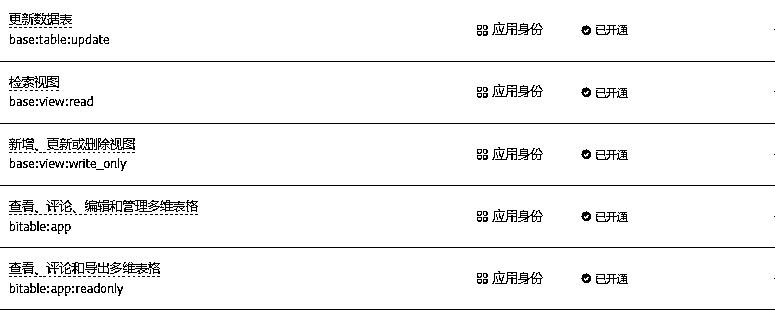 更新数据表
base:table:update
应用身份
已开通
检索视图
base:view:read
应用身份
已开通
新增、更新或删除视图
base:view:write_only
应用身份
已开通
查看、评论、编辑和管理多维表格
bitable:app
应用身份
已开通
查看、评论和导出多维表格
bitable:app:readonly
应用身份
已开通